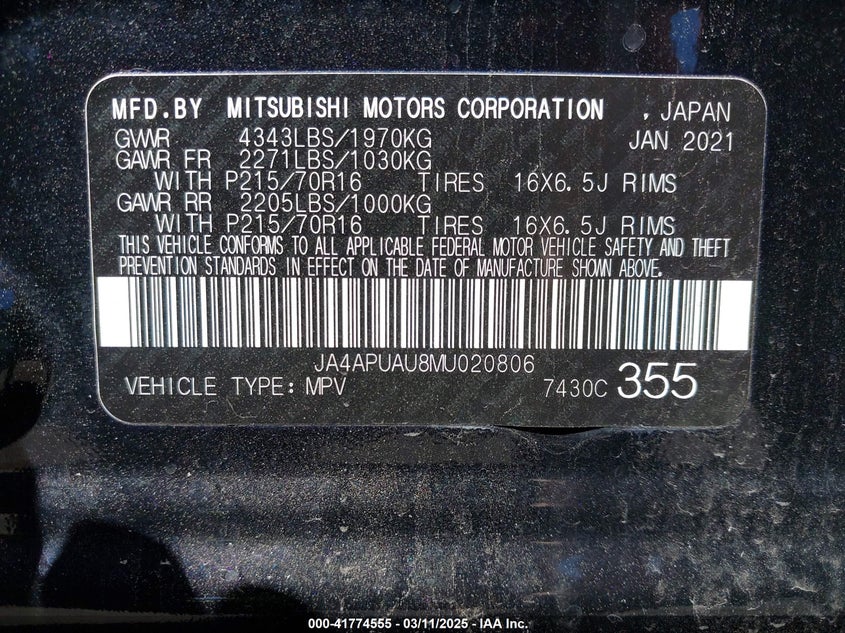 MFD.BY MITSUBISHI MOTORS CORPORATION , JAPAN
GVWR 4343LBS/1970KG JAN 2021
GAWR FR 2271LBS/1030KG
WITH P215/70R16 TIRES 16X6.5J RIMS
GAWR RR 2205LBS/1000KG
WITH P215/70R16 TIRES 16X6.5J RIMS
THIS VEHICLE CONFORMS TO ALL APPLICABLE FEDERAL MOTOR VEHICLE SAFETY AND THEFT
PREVENTION STANDARDS IN EFFECT ON THE DATE OF MANUFACTURE SHOWN ABOVE.
JA4APUAU8MU020806
VEHICLE TYPE: MPV 7430C 355
000-41774555 - 03/11/2025 - IAA Inc.